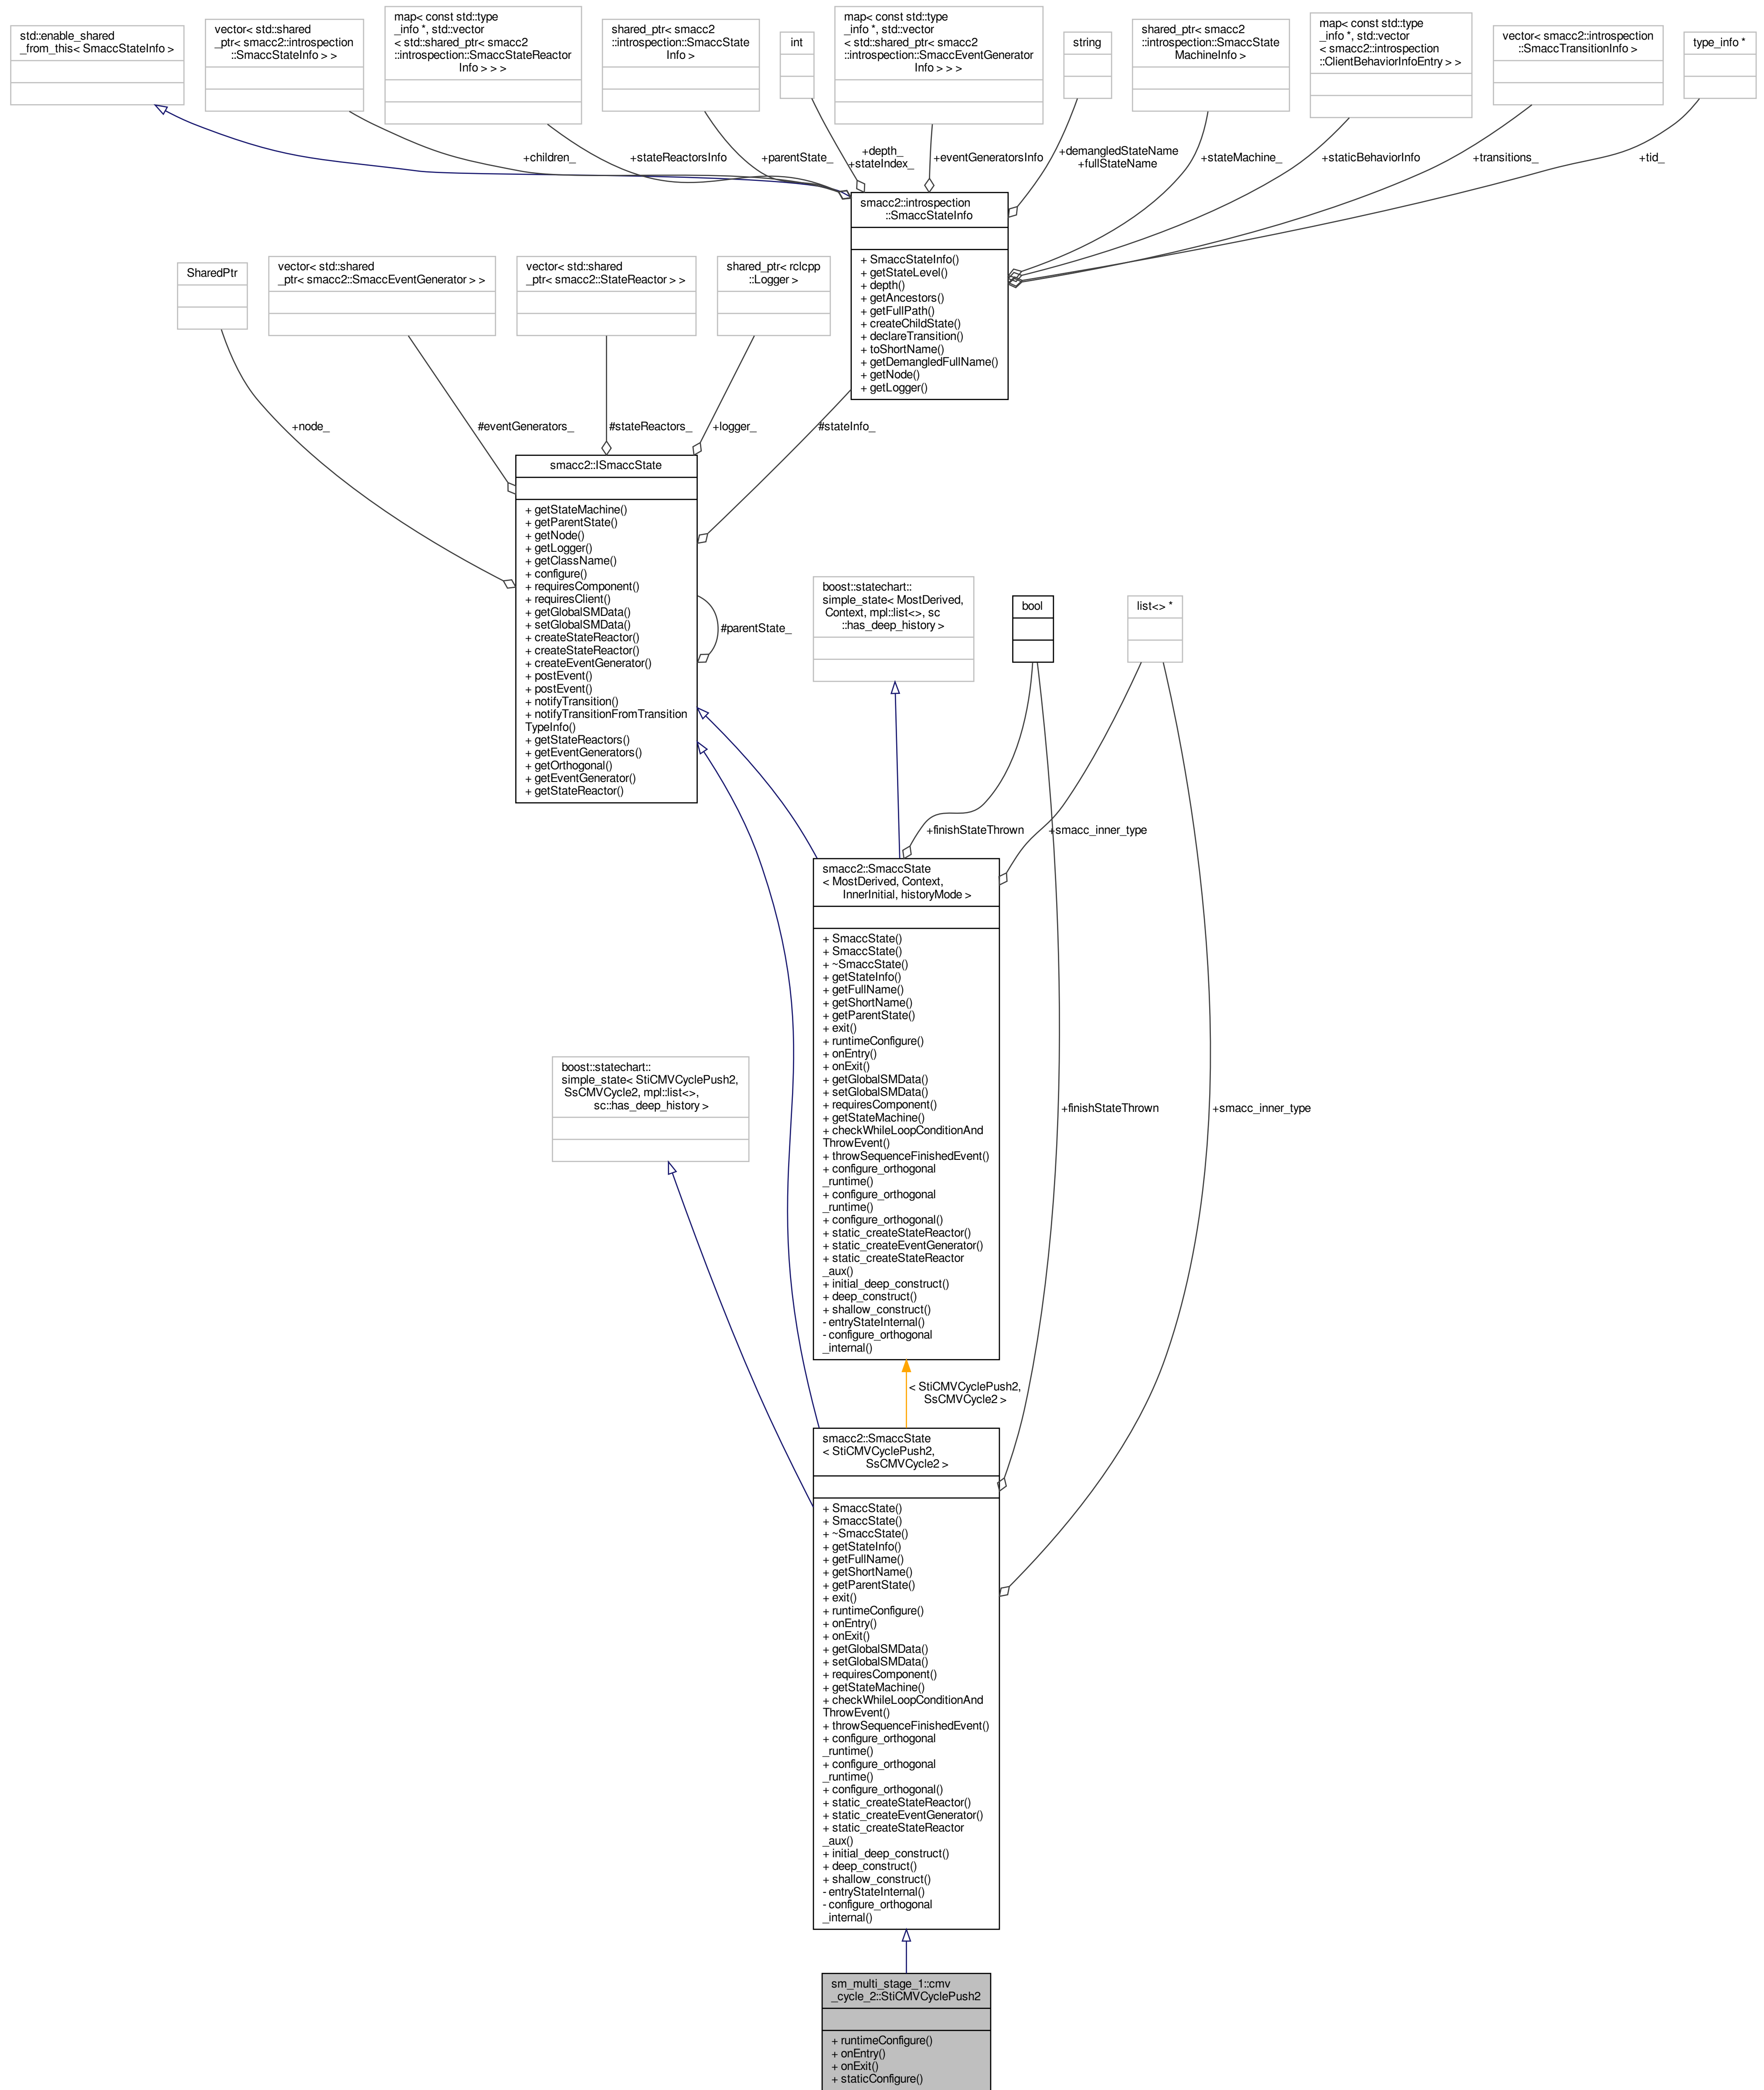 std::enable_shared
_from_this< SmaccStateInfo >
vector< std::shared
_ptr< smacc2::introspection
::SmaccStateInfo > >
map< const std::type
_info *, std::vector
< std::shared_ptr< smacc2
::introspection::SmaccStateReactor
Info > > >
shared_ptr< smacc2
::introspection::SmaccState
Info >
int
map< const std::type
_info *, std::vector
< std::shared_ptr< smacc2
::introspection::SmaccEventGenerator
Info > > >
string
shared_ptr< smacc2
::introspection::SmaccState
MachineInfo >
map< const std::type
_info *, std::vector
< smacc2::introspection
::ClientBehaviorInfoEntry > >
vector< smacc2::introspection
::SmaccTransitionInfo >
type_info *
+children_
+stateReactorsInfo
+parentState_
+depth_
+stateIndex_
+eventGeneratorsInfo
+demangledStateName
+fullStateName
+stateMachine_
+staticBehaviorInfo
+transitions_
+tid_
smacc2::introspection
::SmaccStateInfo
+ SmaccStateInfo()
+ getStateLevel()
+ depth()
+ getAncestors()
+ getFullPath()
+ createChildState()
+ declareTransition()
+ toShortName()
+ getDemangledFullName()
+ getNode()
+ getLogger()
SharedPtr
vector< std::shared
_ptr< smacc2::SmaccEventGenerator > >
vector< std::shared
_ptr< smacc2::StateReactor > >
shared_ptr< rclcpp
::Logger >
+node_
#eventGenerators_
#stateReactors_
+logger_
#stateInfo_
smacc2::ISmaccState
+ getStateMachine()
+ getParentState()
+ getNode()
+ getLogger()
+ getClassName()
+ configure()
+ requiresComponent()
+ requiresClient()
+ getGlobalSMData()
+ setGlobalSMData()
+ createStateReactor()
+ createStateReactor()
+ createEventGenerator()
+ postEvent()
+ postEvent()
+ notifyTransition()
+ notifyTransitionFromTransition
TypeInfo()
+ getStateReactors()
+ getEventGenerators()
+ getOrthogonal()
+ getEventGenerator()
+ getStateReactor()
#parentState_
boost::statechart::
simple_state< MostDerived,
Context, mpl::list<>, sc
::has_deep_history >
bool
list<> *
+finishStateThrown
+smacc_inner_type
smacc2::SmaccState
< MostDerived, Context,
InnerInitial, historyMode >
+ SmaccState()
+ SmaccState()
+ ~SmaccState()
+ getStateInfo()
+ getFullName()
+ getShortName()
+ getParentState()
+ exit()
+ runtimeConfigure()
+ onEntry()
+ onExit()
+ getGlobalSMData()
+ setGlobalSMData()
+ requiresComponent()
+ getStateMachine()
+ checkWhileLoopConditionAnd
ThrowEvent()
+ throwSequenceFinishedEvent()
+ configure_orthogonal
_runtime()
+ configure_orthogonal
_runtime()
+ configure_orthogonal()
+ static_createStateReactor()
+ static_createEventGenerator()
+ static_createStateReactor
_aux()
+ initial_deep_construct()
+ deep_construct()
+ shallow_construct()
- entryStateInternal()
- configure_orthogonal
_internal()
boost::statechart::
simple_state< StiCMVCyclePush2,
SsCMVCycle2, mpl::list<>,
sc::has_deep_history >
+finishStateThrown
+smacc_inner_type
< StiCMVCyclePush2,
SsCMVCycle2 >
smacc2::SmaccState
< StiCMVCyclePush2,
SsCMVCycle2 >
+ SmaccState()
+ SmaccState()
+ ~SmaccState()
+ getStateInfo()
+ getFullName()
+ getShortName()
+ getParentState()
+ exit()
+ runtimeConfigure()
+ onEntry()
+ onExit()
+ getGlobalSMData()
+ setGlobalSMData()
+ requiresComponent()
+ getStateMachine()
+ checkWhileLoopConditionAnd
ThrowEvent()
+ throwSequenceFinishedEvent()
+ configure_orthogonal
_runtime()
+ configure_orthogonal
_runtime()
+ configure_orthogonal()
+ static_createStateReactor()
+ static_createEventGenerator()
+ static_createStateReactor
_aux()
+ initial_deep_construct()
+ deep_construct()
+ shallow_construct()
- entryStateInternal()
- configure_orthogonal
_internal()
sm_multi_stage_1::cmv
_cycle_2::StiCMVCyclePush2
+ runtimeConfigure()
+ onEntry()
+ onExit()
+ staticConfigure()